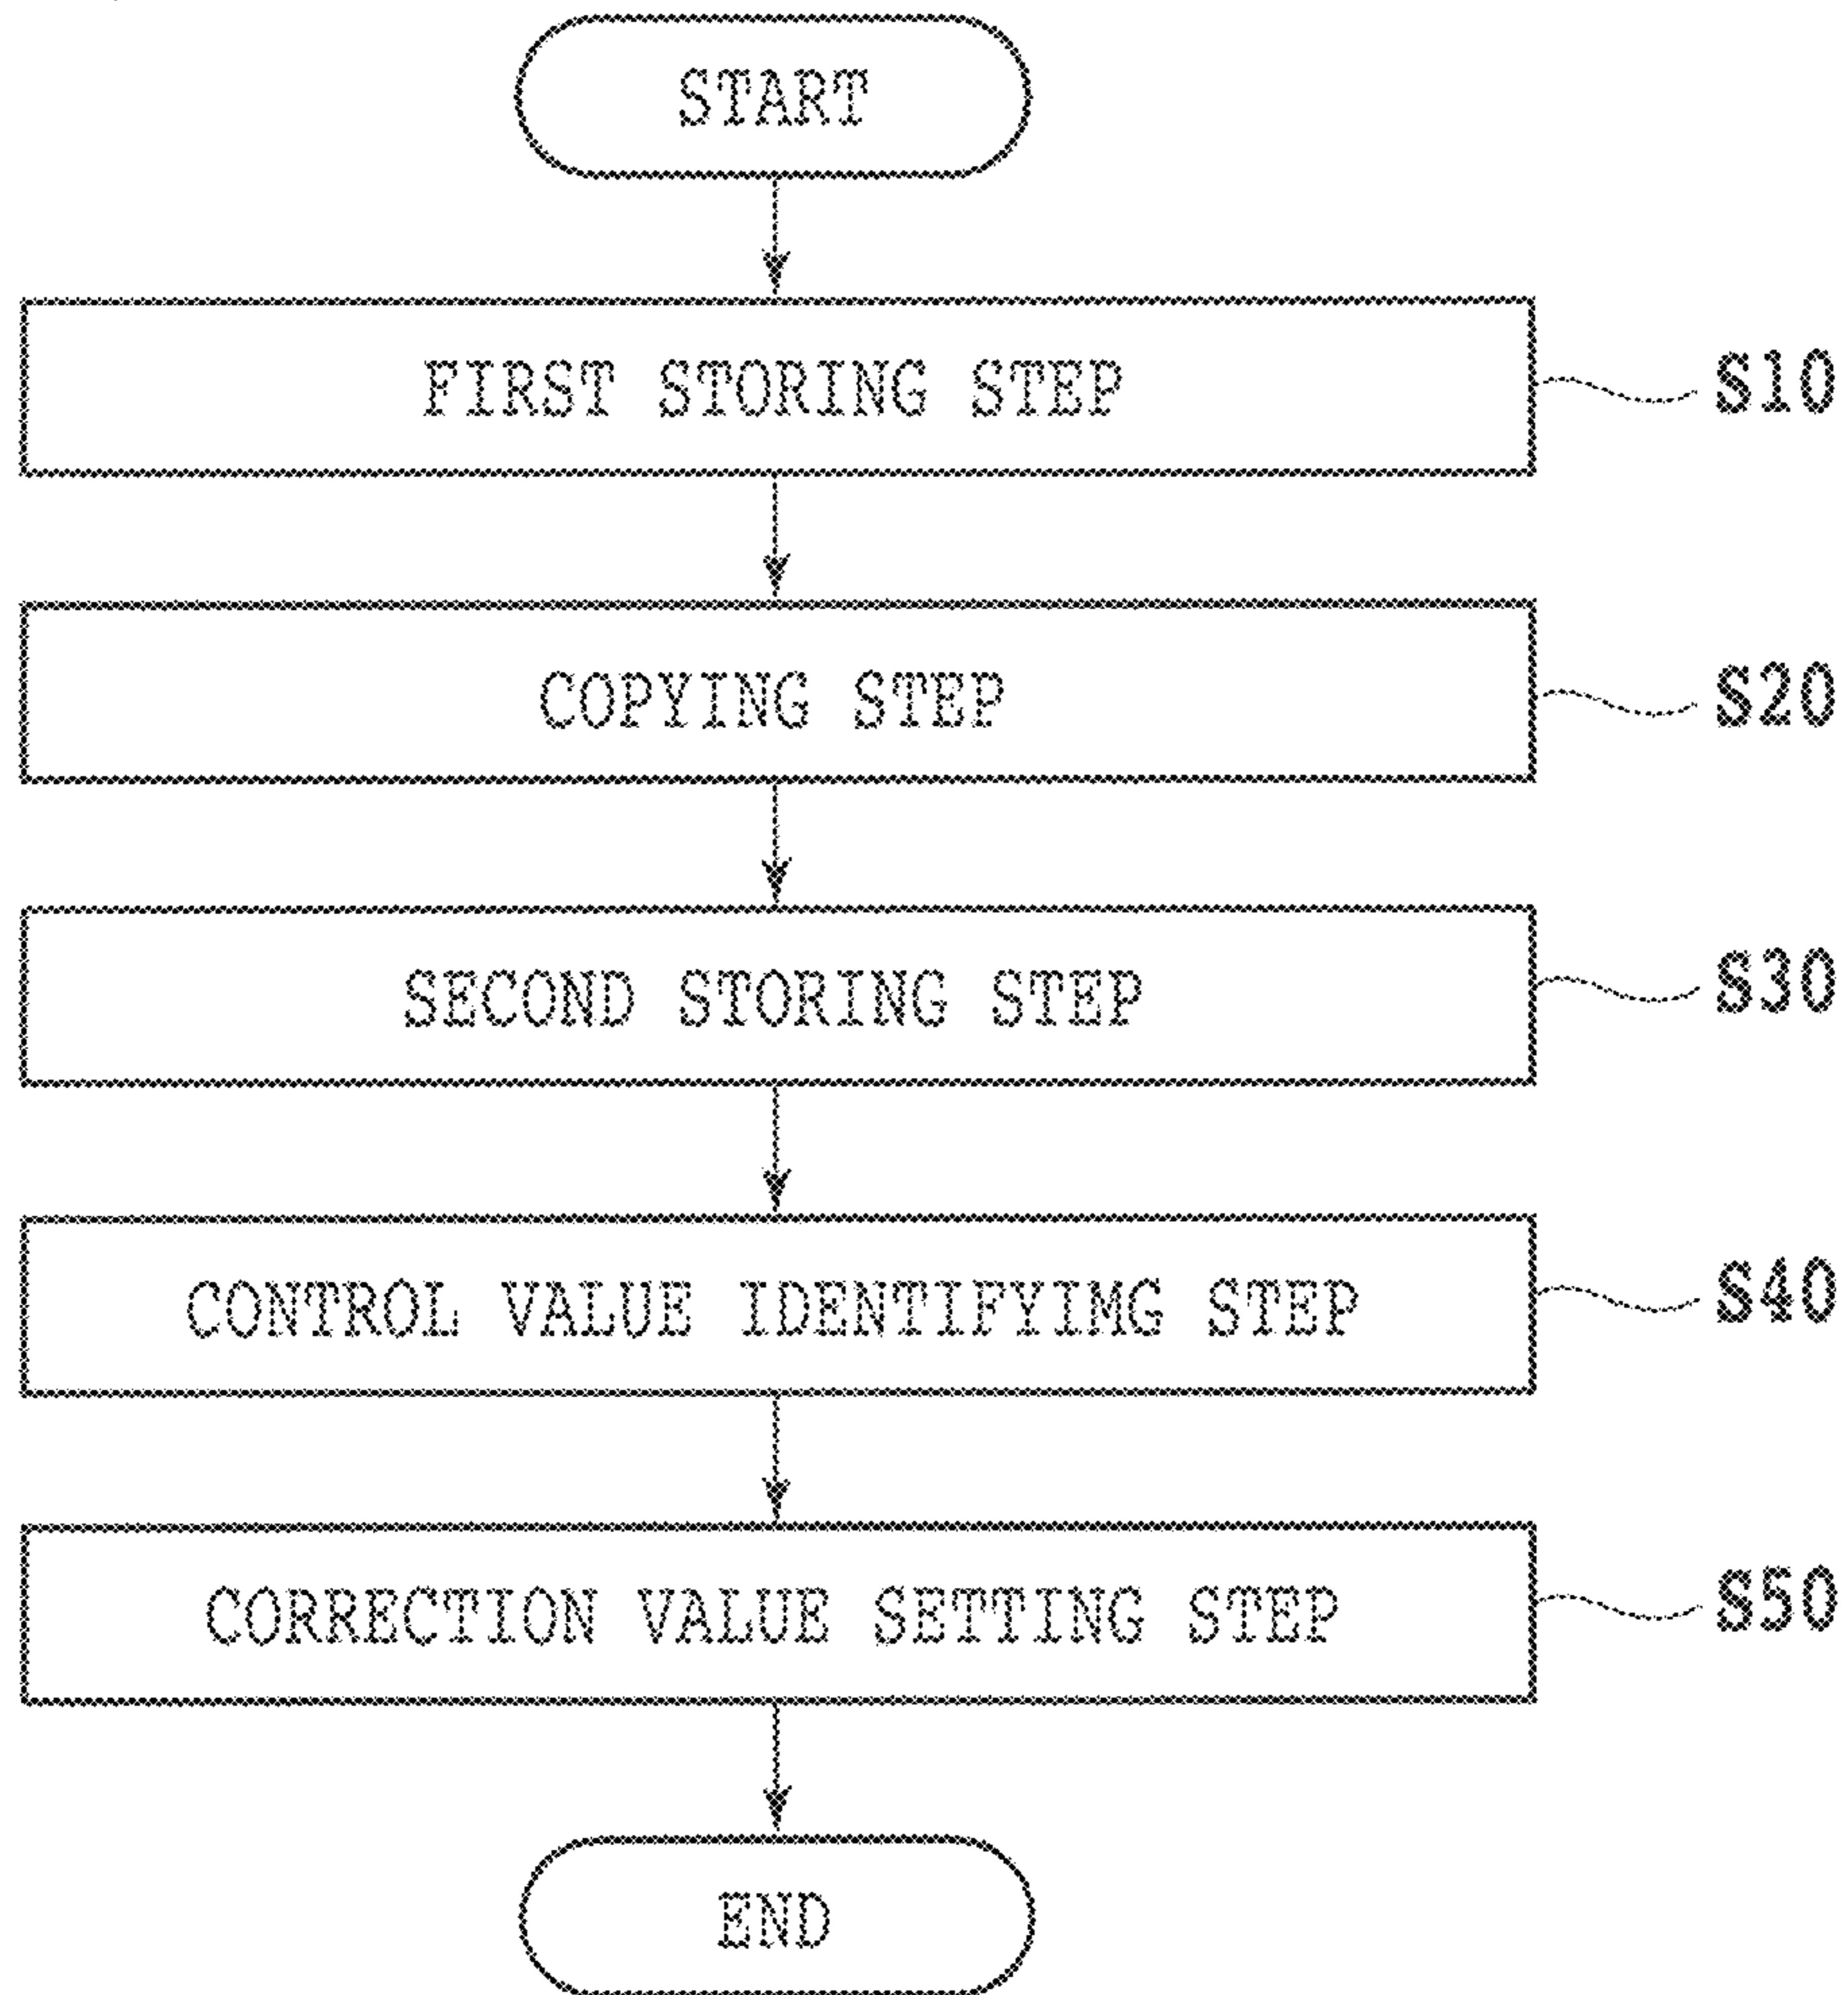 START
FIRST STORING STEP S10
COPYING STEP S20
SECOND STORING STEP S30
CONTROL VALUE IDENTIFYIMG STEP S40
CORRECTION VALUE SETTING STEP S50
END